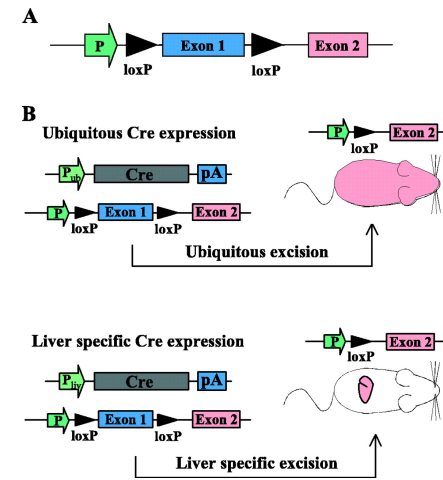 A
P Exon 1 Exon 2
loxP loxP
B
Ubiquitous Cre expression
P Exon 2
loxP
Pub Cre pA
P Exon 1 Exon 2
loxP loxP
Ubiquitous excision
Liver specific Cre expression
P Exon 2
loxP
Pliv Cre pA
P Exon 1 Exon 2
loxP loxP
Liver specific excision